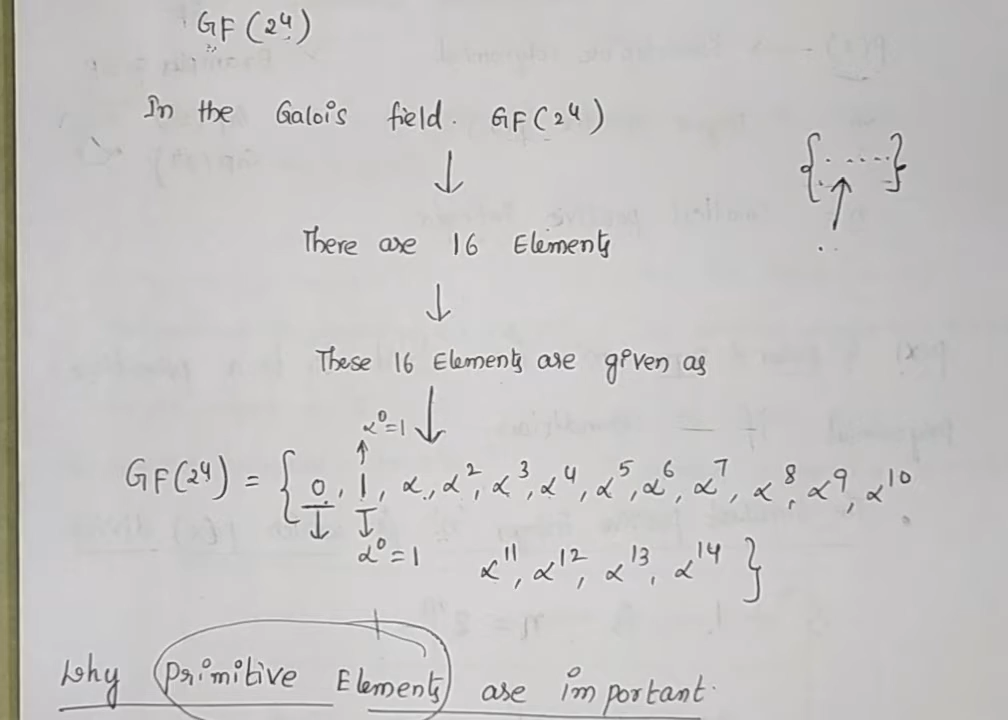 GF(2⁴)
In the Galois field. GF(2⁴)
↓
{.....}
There are 16 Elements
↓
These 16 Elements are given as
↓
α⁰=1
GF(2⁴) = { 0, 1, α, α², α³, α⁴, α⁵, α⁶, α⁷, α⁸, α⁹, α¹⁰
α⁰=1 α¹¹, α¹², α¹³, α¹⁴ }
Why Primitive Elements are important.